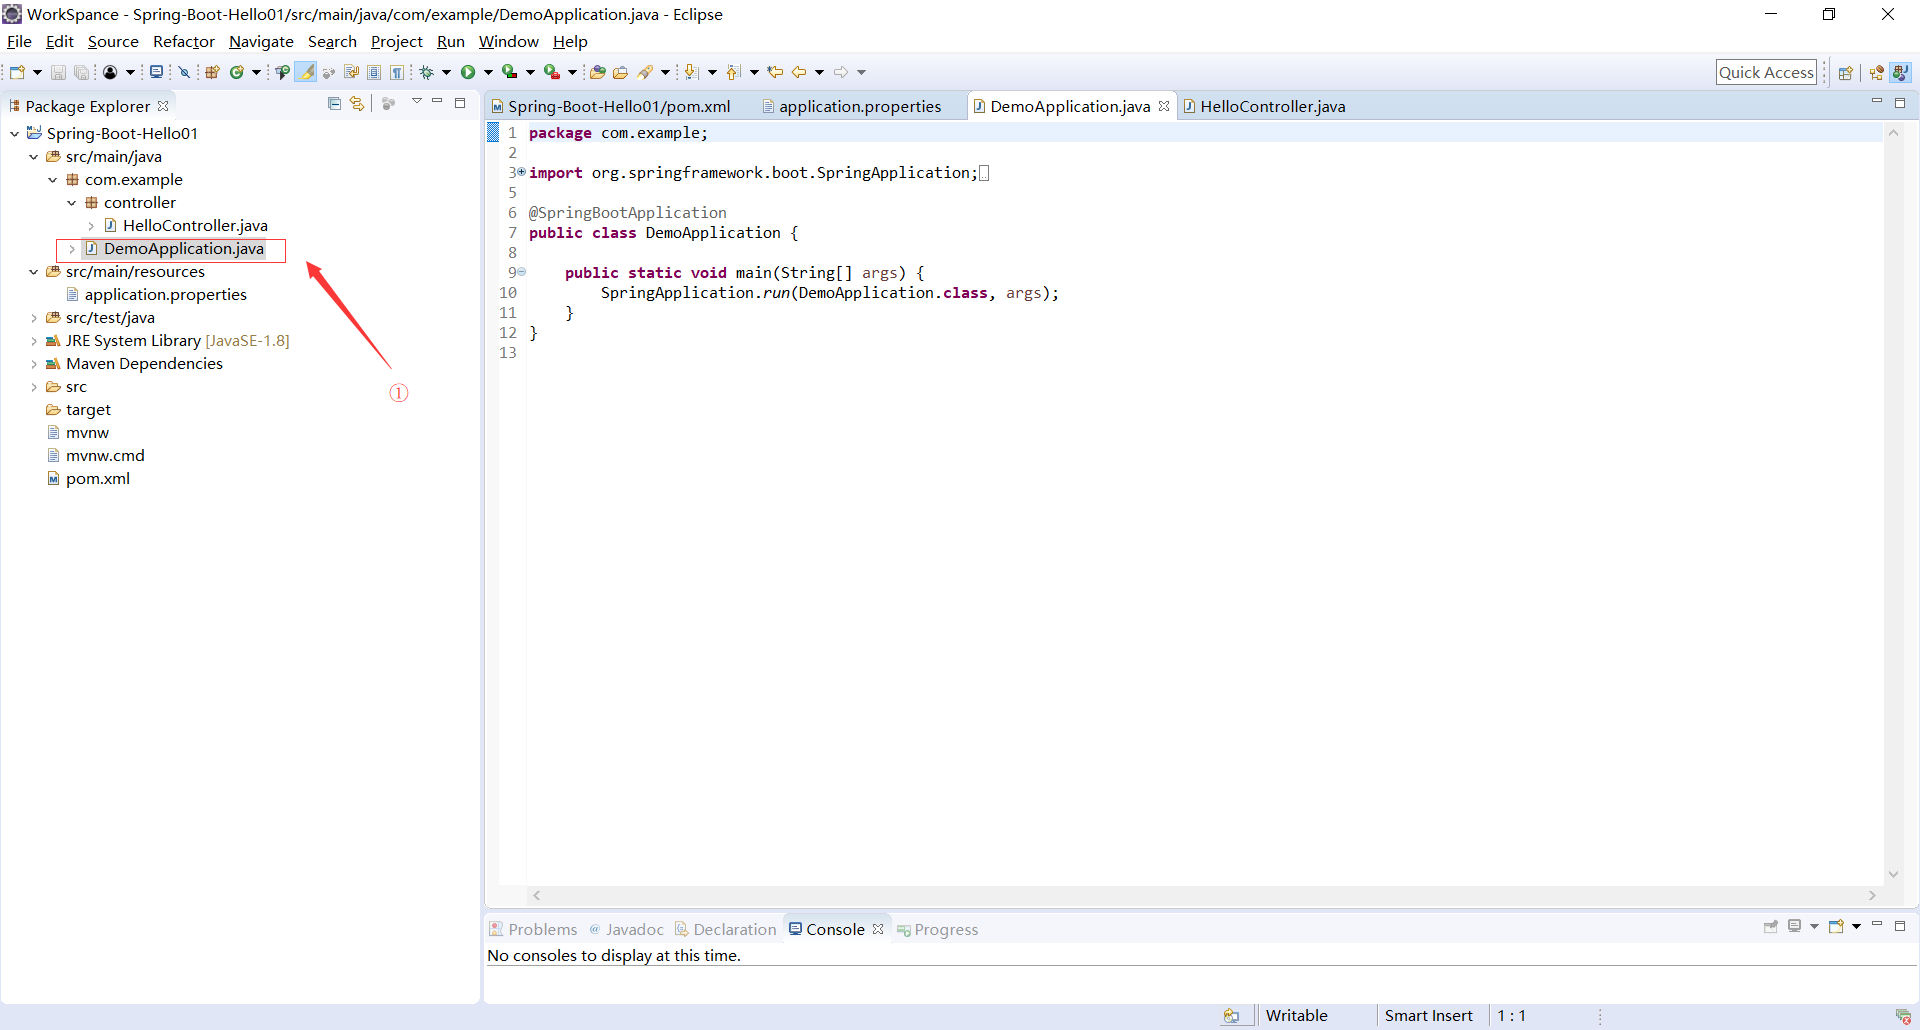 WorkSpance - Spring-Boot-Hello01/src/main/java/com/example/DemoApplication.java - Eclipse
File Edit Source Refactor Navigate Search Project Run Window Help
Quick Access
Package Explorer
Spring-Boot-Hello01
src/main/java
com.example
controller
HelloController.java
DemoApplication.java
src/main/resources
application.properties
src/test/java
JRE System Library [JavaSE-1.8]
Maven Dependencies
src
target
mvnw
mvnw.cmd
pom.xml
①
Spring-Boot-Hello01/pom.xml application.properties DemoApplication.java HelloController.java
1 package com.example;
2
3 import org.springframework.boot.SpringApplication;
5
6 @SpringBootApplication
7 public class DemoApplication {
8
9 public static void main(String[] args) {
10 SpringApplication.run(DemoApplication.class, args);
11 }
12 }
13
Problems @ Javadoc Declaration Console Progress
No consoles to display at this time.
Writable Smart Insert 1 : 1